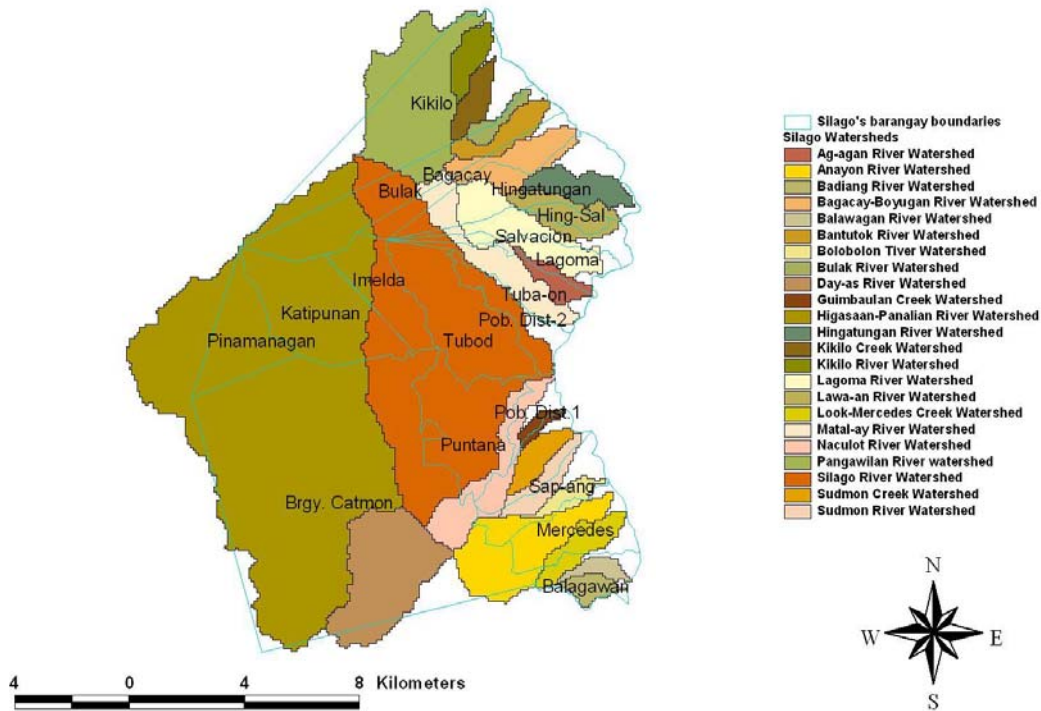 Kikilo
Bagacay
Bulak
Hingatungan
Hing-Sal
Salvacion
Lagoma
Imelda
Tuba-on
Katipunan
Pob. Dist-2
Pinamanagan
Tubod
Pob. Dist.1
Puntana
Sap-ang
Brgy. Catmon
Mercedes
Balagawan
Silago's barangay boundaries
Silago Watersheds
Ag-agan River Watershed
Anayon River Watershed
Badiang River Watershed
Bagacay-Boyugan River Watershed
Balawagan River Watershed
Bantutok River Watershed
Bolobolon Tiver Watershed
Bulak River Watershed
Day-as River Watershed
Guimbaulan Creek Watershed
Higasaan-Panalian River Watershed
Hingatungan River Watershed
Kikilo Creek Watershed
Kikilo River Watershed
Lagoma River Watershed
Lawa-an River Watershed
Look-Mercedes Creek Watershed
Matal-ay River Watershed
Naculot River Watershed
Pangawilan River watershed
Silago River Watershed
Sudmon Creek Watershed
Sudmon River Watershed
N
W E
S
4 0 4 8 Kilometers